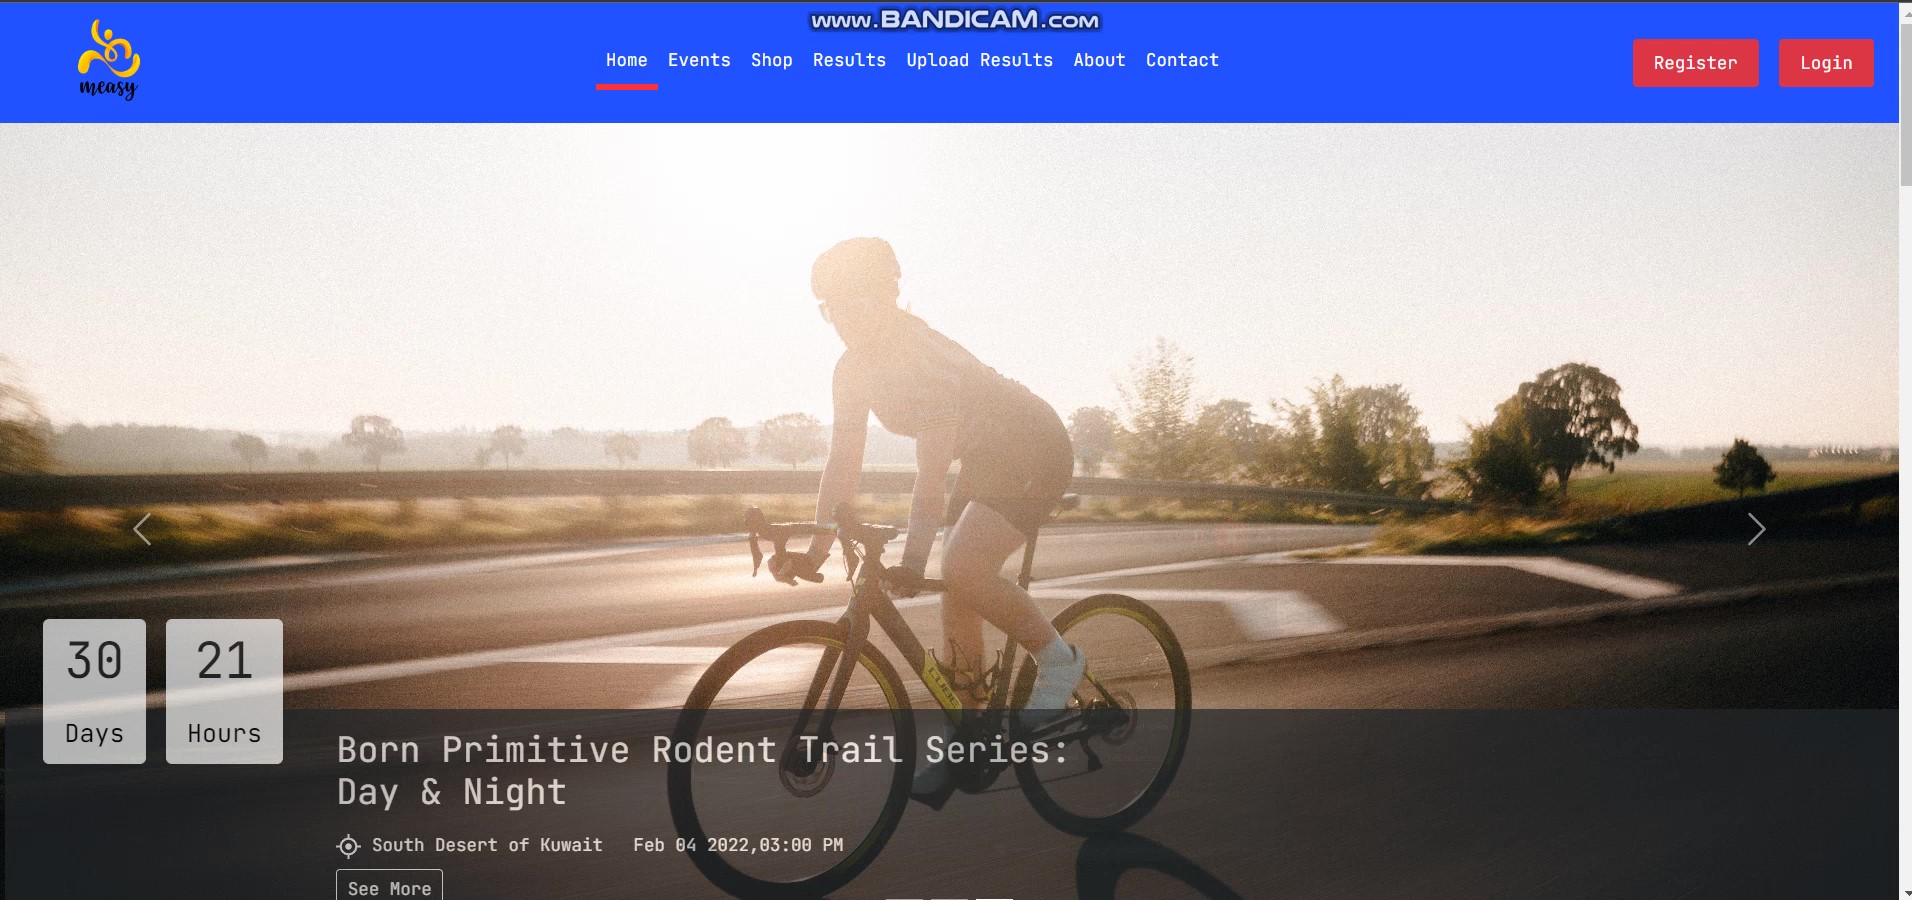 www.BANDICAM.com
measy
Home Events Shop Results Upload Results About Contact
Register Login
30 Days
21 Hours
Born Primitive Rodent Trail Series:
Day & Night
South Desert of Kuwait Feb 04 2022,03:00 PM
See More